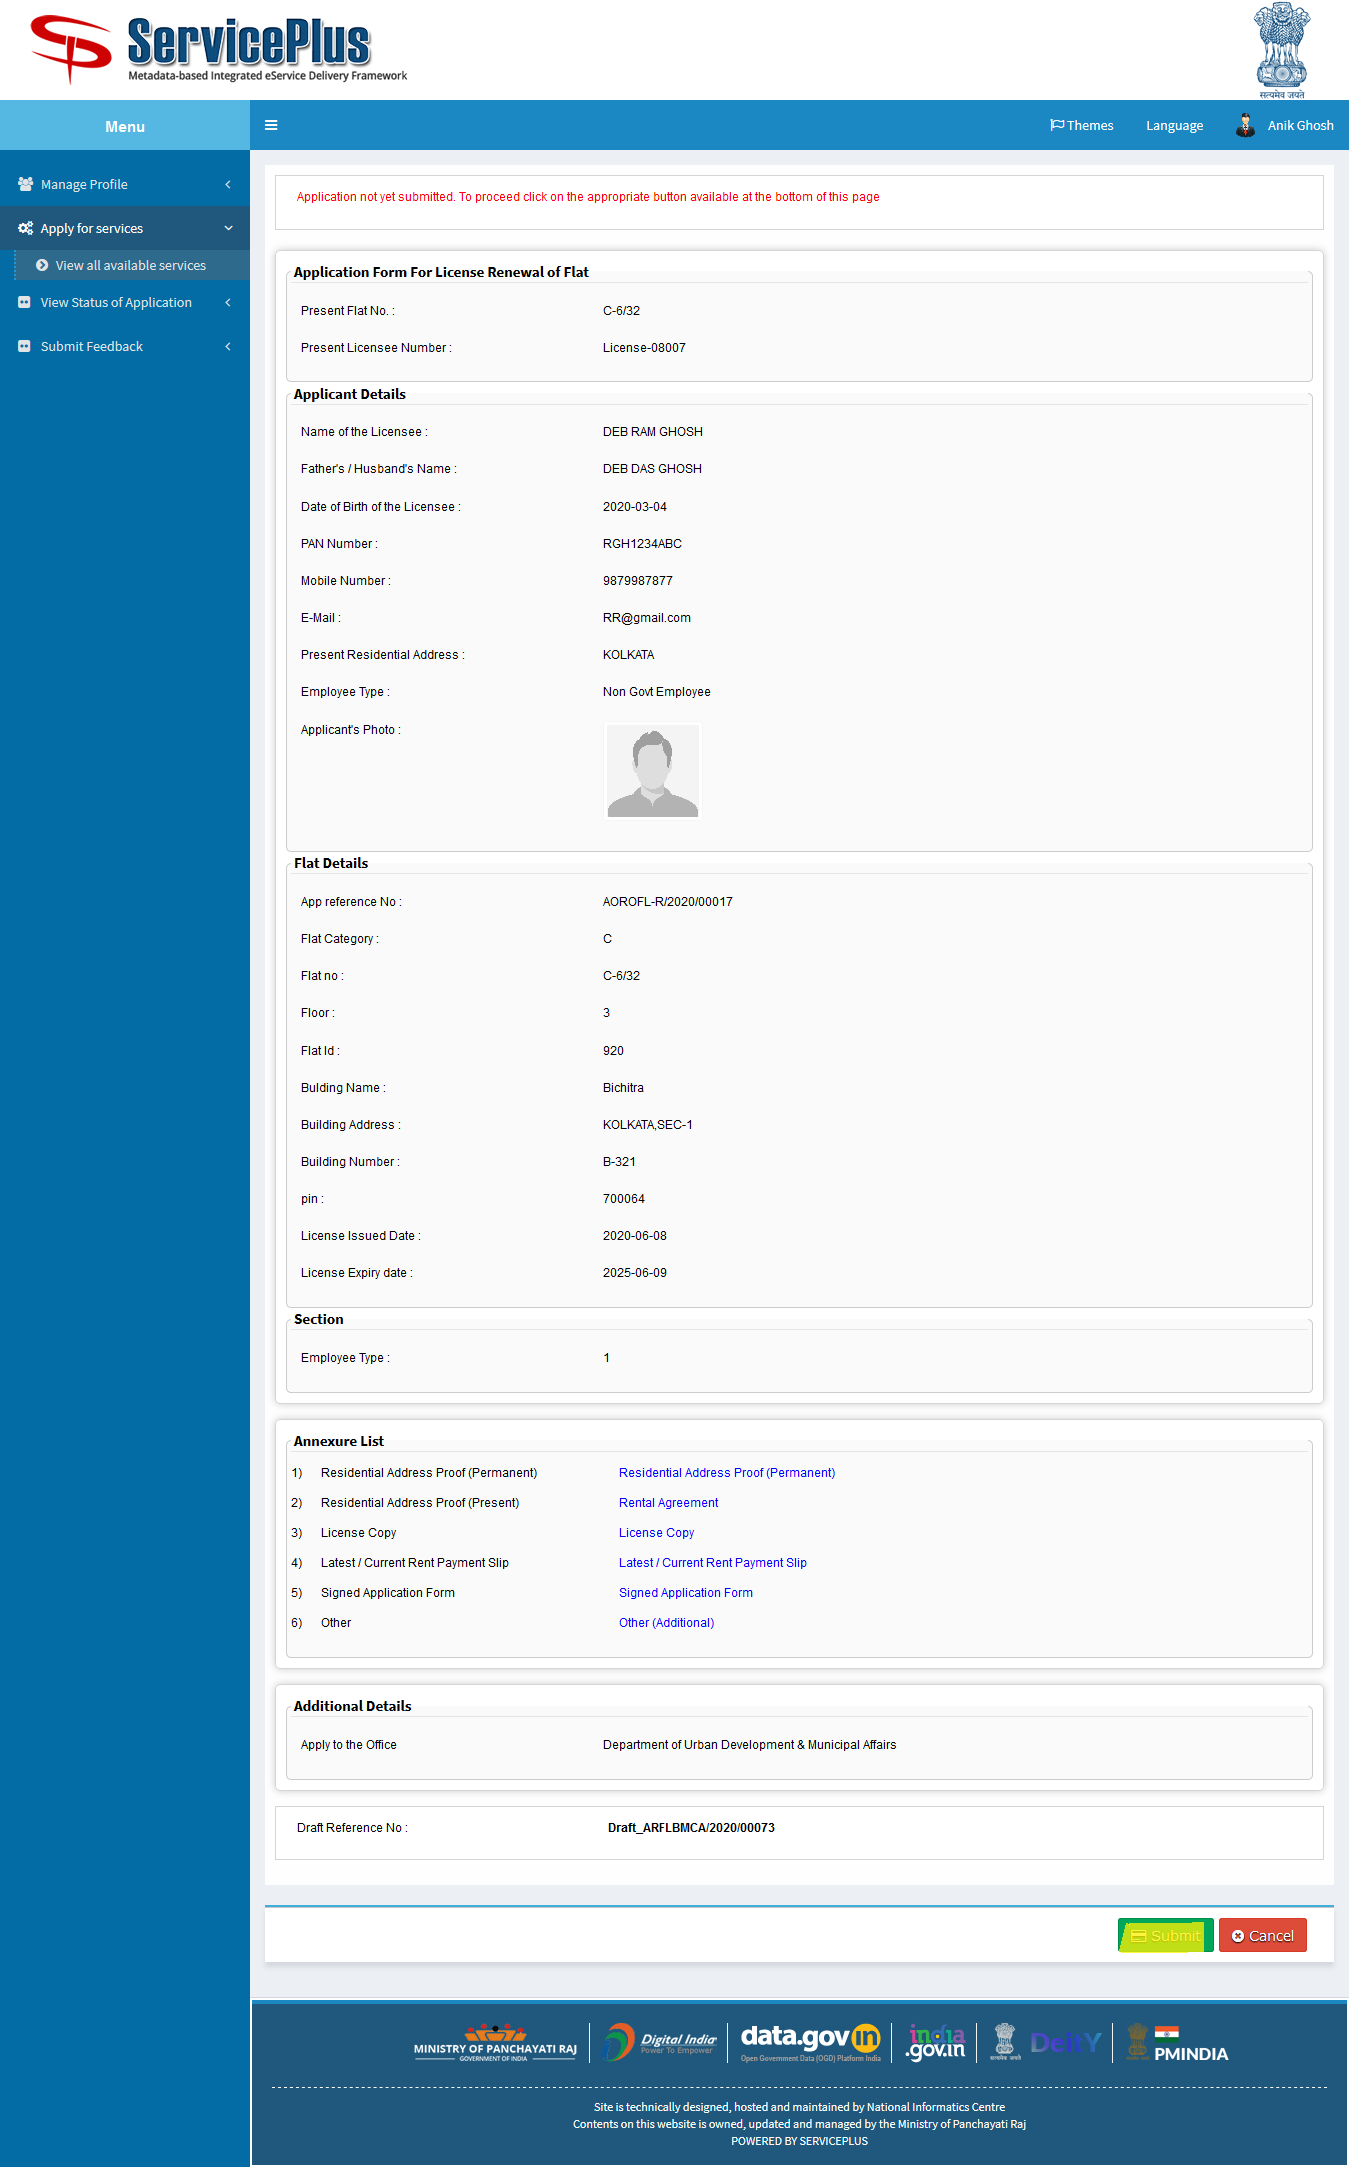 ServicePlus
Metadata-based Integrated eService Delivery Framework
सत्यमेव जयते
Menu
Themes Language Anik Ghosh
Manage Profile
Apply for services
View all available services
View Status of Application
Submit Feedback
Application not yet submitted. To proceed click on the appropriate button available at the bottom of this page
Application Form For License Renewal of Flat
Present Flat No. : C-6/32
Present Licensee Number : License-08007
Applicant Details
Name of the Licensee : DEB RAM GHOSH
Father's / Husband's Name : DEB DAS GHOSH
Date of Birth of the Licensee : 2020-03-04
PAN Number : RGH1234ABC
Mobile Number : 9879987877
E-Mail : RR@gmail.com
Present Residential Address : KOLKATA
Employee Type : Non Govt Employee
Applicant's Photo :
Flat Details
App reference No : AOROFL-R/2020/00017
Flat Category : C
Flat no : C-6/32
Floor : 3
Flat Id : 920
Bulding Name : Bichitra
Building Address : KOLKATA,SEC-1
Building Number : B-321
pin : 700064
License Issued Date : 2020-06-08
License Expiry date : 2025-06-09
Section
Employee Type : 1
Annexure List
1) Residential Address Proof (Permanent) Residential Address Proof (Permanent)
2) Residential Address Proof (Present) Rental Agreement
3) License Copy License Copy
4) Latest / Current Rent Payment Slip Latest / Current Rent Payment Slip
5) Signed Application Form Signed Application Form
6) Other Other (Additional)
Additional Details
Apply to the Office Department of Urban Development & Municipal Affairs
Draft Reference No : Draft_ARFLBMCA/2020/00073
Submit Cancel
MINISTRY OF PANCHAYATI RAJ
GOVERNMENT OF INDIA
Digital India
Power To Empower
data.gov in
Open Government Data (OGD) Platform India
india
.gov.in
सत्यमेव जयते
DeitY
PMINDIA
Site is technically designed, hosted and maintained by National Informatics Centre
Contents on this website is owned, updated and managed by the Ministry of Panchayati Raj
POWERED BY SERVICEPLUS